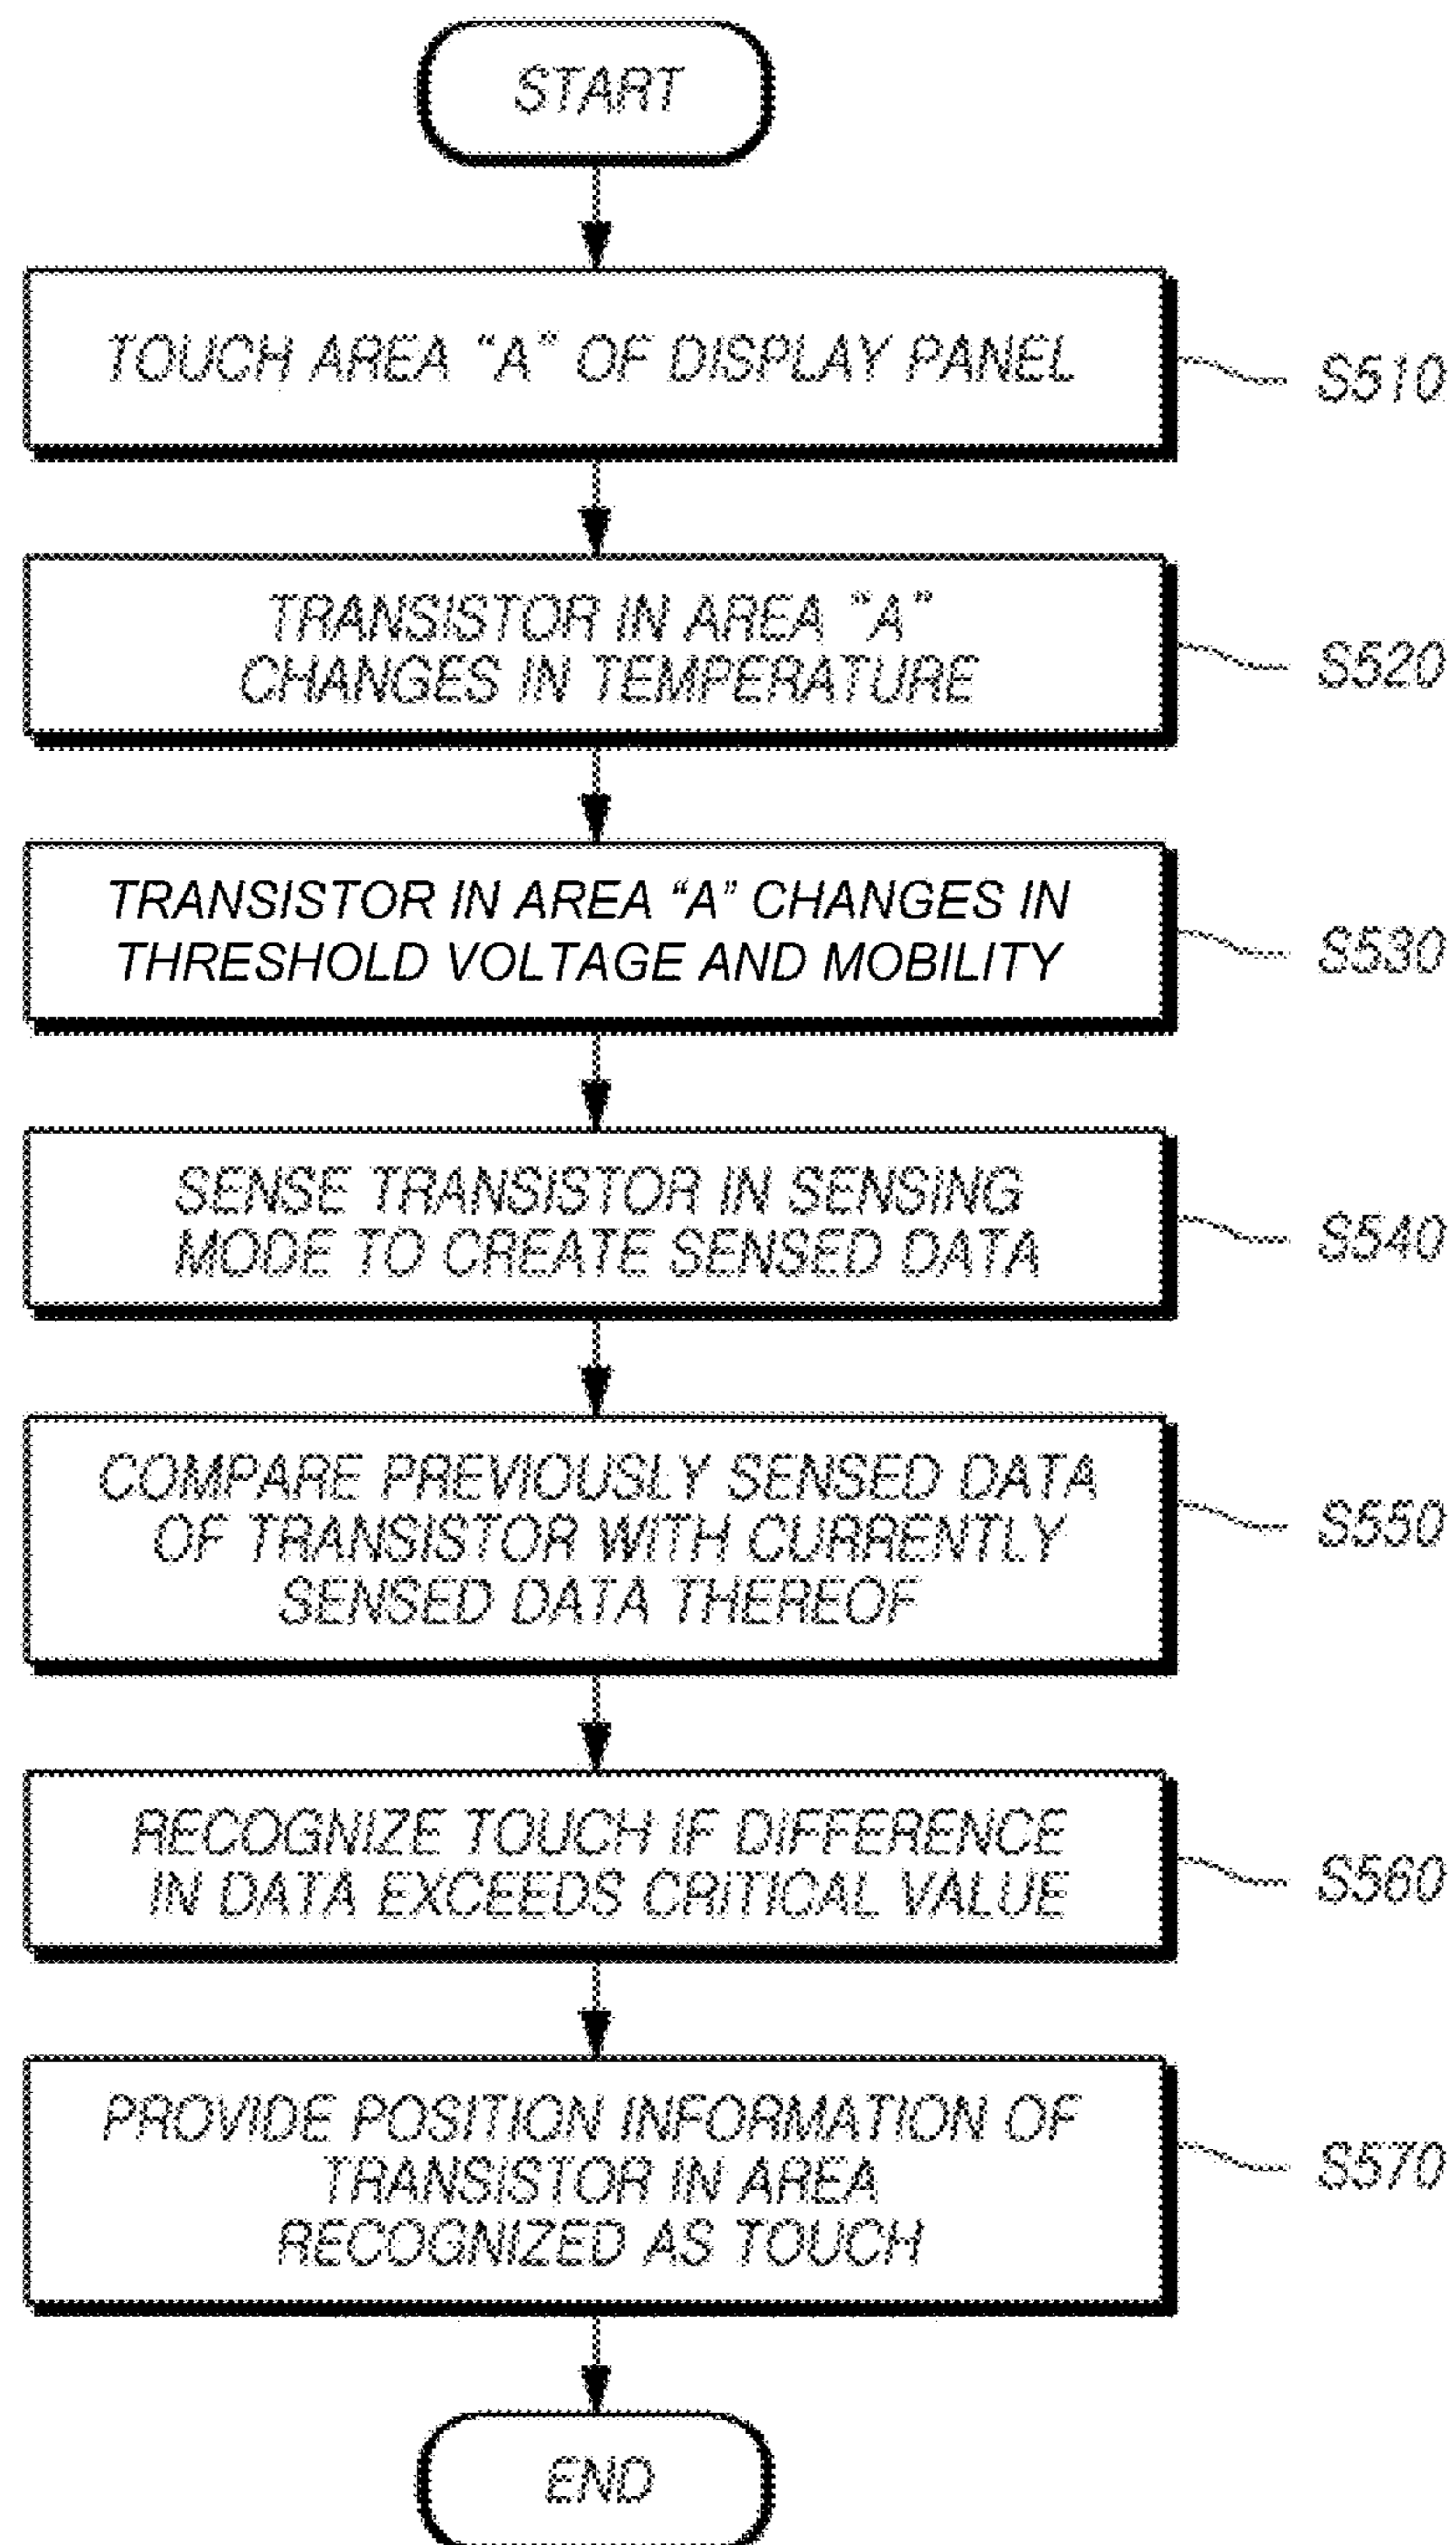 START
TOUCH AREA “A” OF DISPLAY PANEL
S510
TRANSISTOR IN AREA “A”
CHANGES IN TEMPERATURE
S520
TRANSISTOR IN AREA “A” CHANGES IN
THRESHOLD VOLTAGE AND MOBILITY
S530
SENSE TRANSISTOR IN SENSING
MODE TO CREATE SENSED DATA
S540
COMPARE PREVIOUSLY SENSED DATA
OF TRANSISTOR WITH CURRENTLY
SENSED DATA THEREOF
S550
RECOGNIZE TOUCH IF DIFFERENCE
IN DATA EXCEEDS CRITICAL VALUE
S560
PROVIDE POSITION INFORMATION OF
TRANSISTOR IN AREA
RECOGNIZED AS TOUCH
S570
END